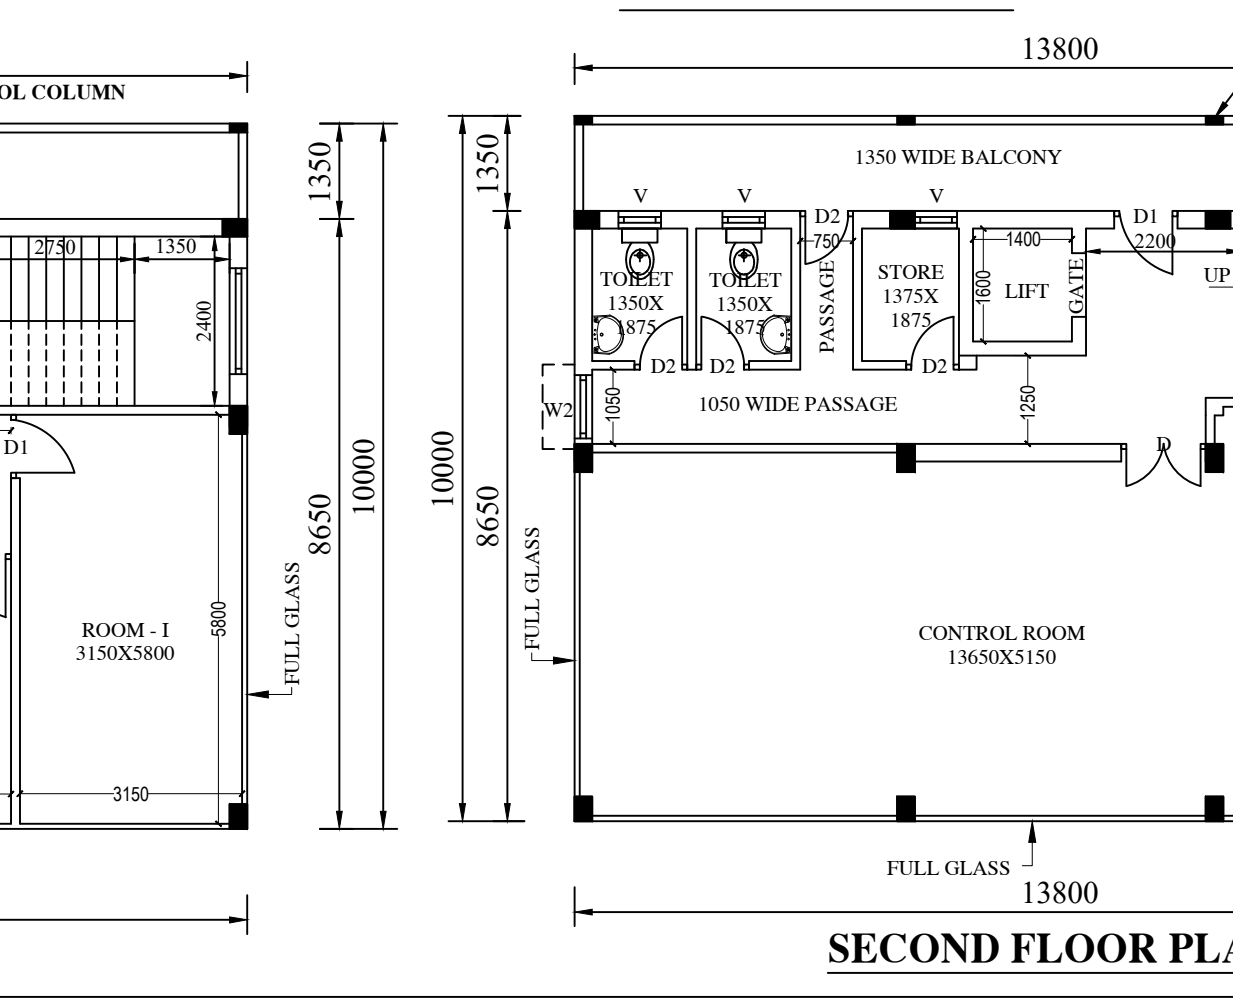 OL COLUMN
1350
10000
8650
2750
1350
2400
D1
5800
ROOM - I
3150X5800
3150
FULL GLASS
13800
1350
10000
8650
1350 WIDE BALCONY
V
V
V
D2
D1
750
1400
2200
UP
TOILET
1350X
1875
TOILET
1350X
1875
PASSAGE
STORE
1375X
1875
1600
LIFT
GATE
D2
D2
D2
W2
1050
1050 WIDE PASSAGE
1250
D
FULL GLASS
CONTROL ROOM
13650X5150
FULL GLASS
13800
SECOND FLOOR PLA